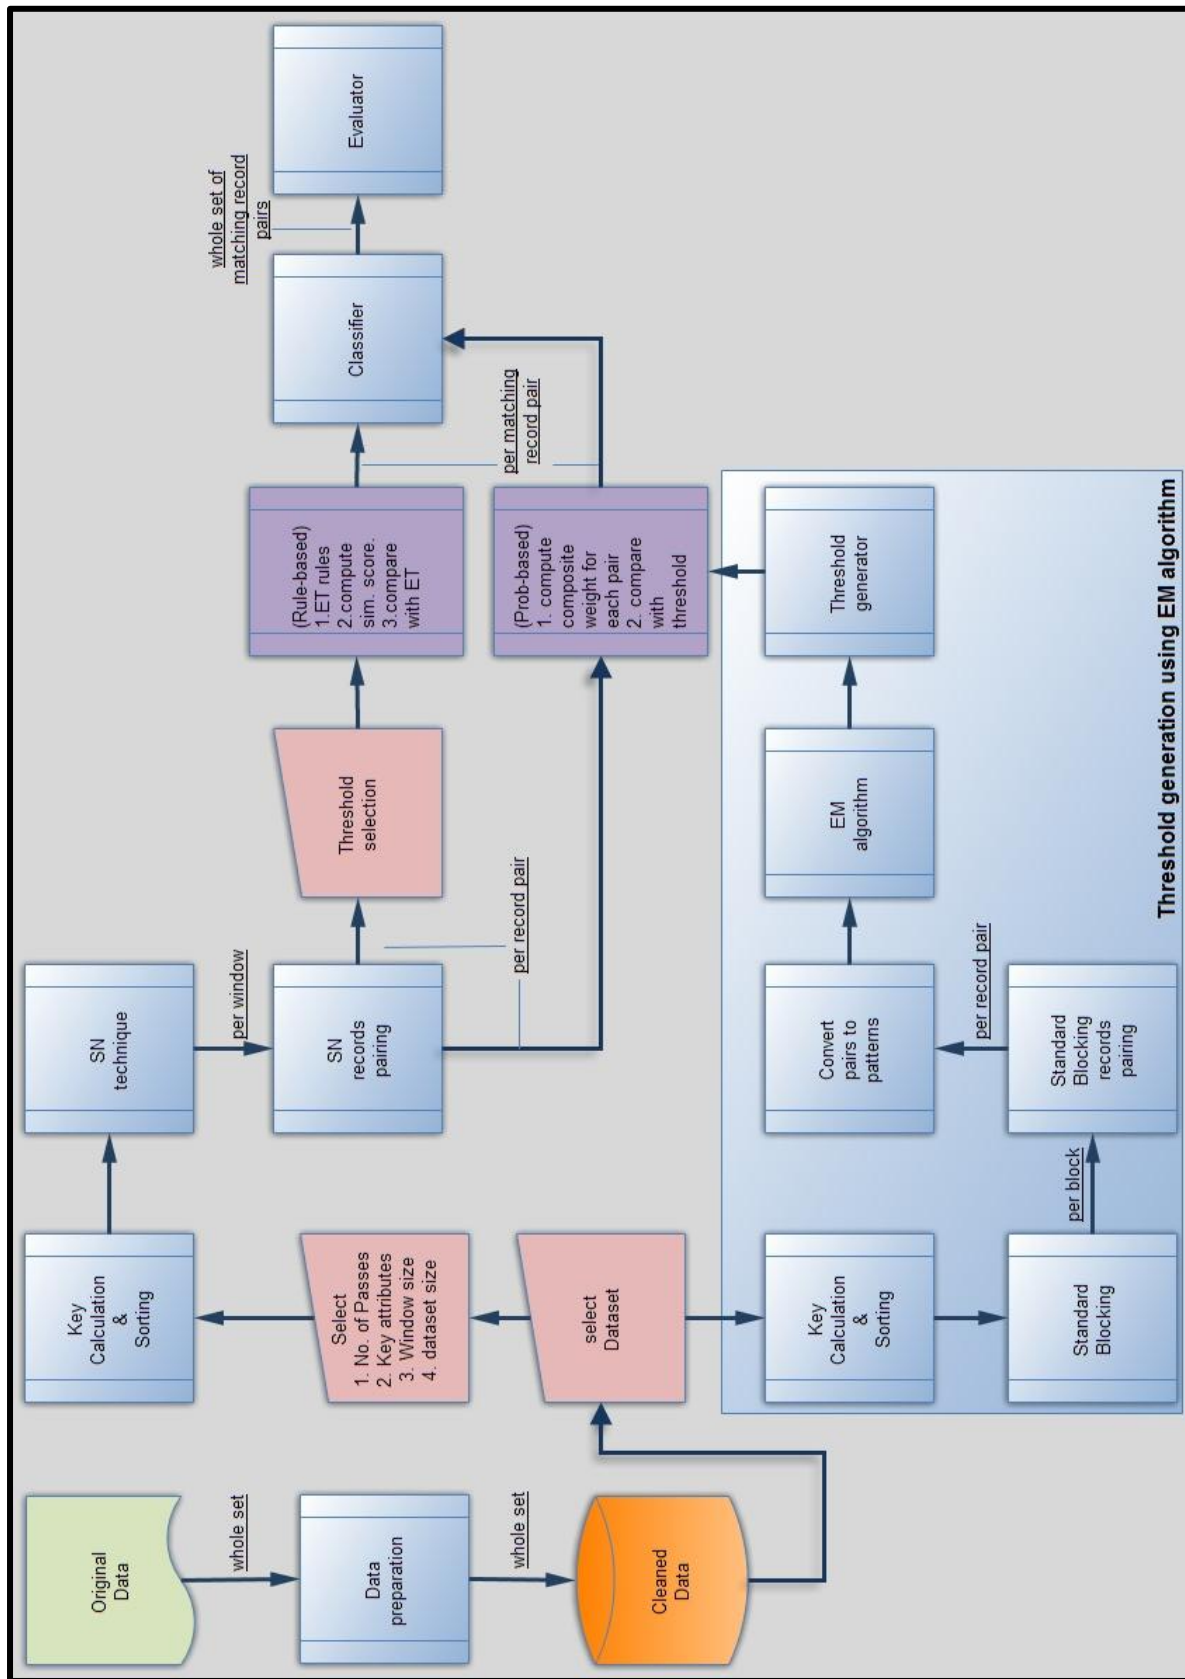 Original
Data
whole set
Data
preparation
whole set
Cleaned
Data
Key
Calculation
&
Sorting
Select
1. No. of Passes
2. Key attributes
3. Window size
4. dataset size
select
Dataset
Key
Calculation
&
Sorting
Standard
Blocking
per block
SN
technique
per window
SN
records
pairing
per record pair
Convert
pairs to
patterns
per record pair
Standard
Blocking
records
pairing
Threshold
selection
EM
algorithm
(Rule-based)
1.ET rules
2.compute
sim. score.
3.compare
with ET
(Prob-based)
1. compute
composite
weight for
each pair
2. compare
with
threshold
Threshold
generator
per matching
record pair
Classifier
whole set of
matching record
pairs
Evaluator
Threshold generation using EM algorithm